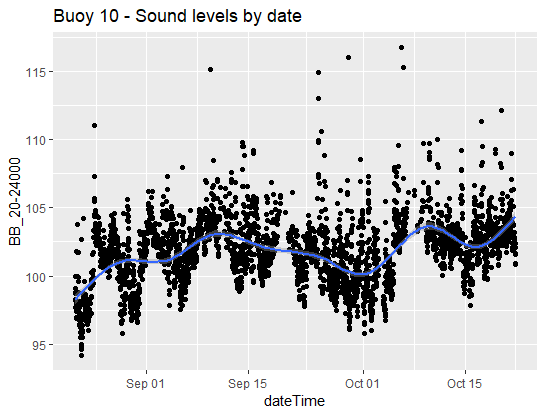 Buoy 10 - Sound levels by date
BB_20-24000
115
110
105
100
95
Sep 01 Sep 15 Oct 01 Oct 15
dateTime